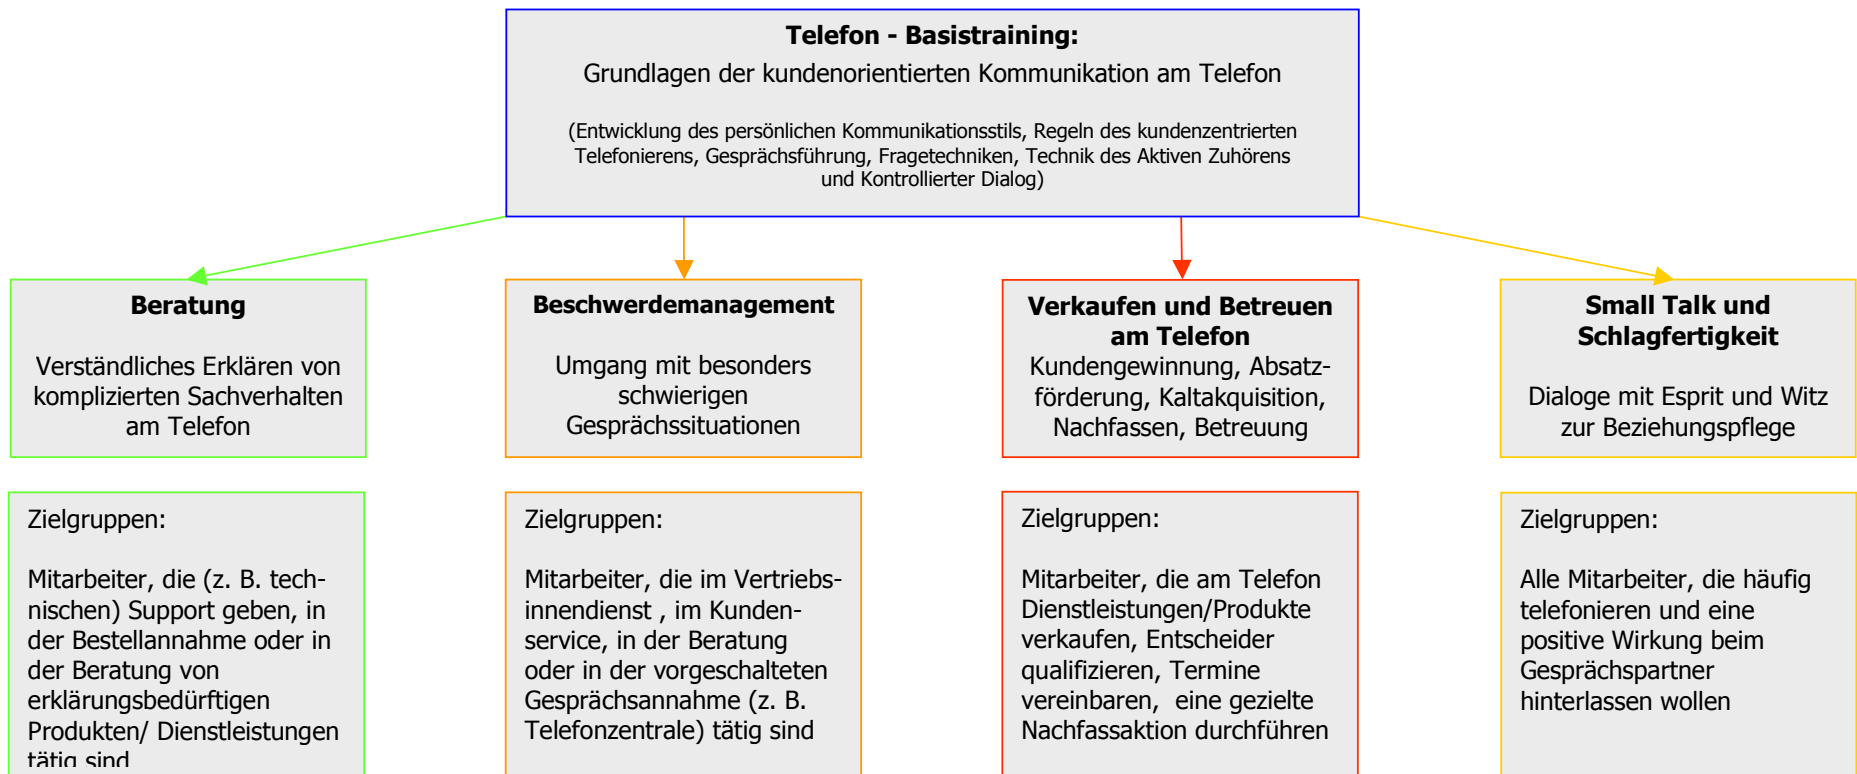 Telefon - Basistraining:
Grundlagen der kundenorientierten Kommunikation am Telefon
(Entwicklung des persönlichen Kommunikationsstils, Regeln des kundenzentrierten
Telefonierens, Gesprächsführung, Fragetechniken, Technik des Aktiven Zuhörens
und Kontrollierter Dialog)
Beratung
Verständliches Erklären von
komplizierten Sachverhalten
am Telefon
Beschwerdemanagement
Umgang mit besonders
schwierigen
Gesprächssituationen
Verkaufen und Betreuen
am Telefon
Kundengewinnung, Absatz-
förderung, Kaltakquisition,
Nachfassen, Betreuung
Small Talk und
Schlagfertigkeit
Dialoge mit Esprit und Witz
zur Beziehungspflege
Zielgruppen:
Mitarbeiter, die (z. B. tech-
nischen) Support geben, in
der Bestellannahme oder in
der Beratung von
erklärungsbedürftigen
Produkten/ Dienstleistungen
tätig sind
Zielgruppen:
Mitarbeiter, die im Vertriebs-
innendienst , im Kunden-
service, in der Beratung
oder in der vorgeschalteten
Gesprächsannahme (z. B.
Telefonzentrale) tätig sind
Zielgruppen:
Mitarbeiter, die am Telefon
Dienstleistungen/Produkte
verkaufen, Entscheider
qualifizieren, Termine
vereinbaren,  eine gezielte
Nachfassaktion durchführen
Zielgruppen:
Alle Mitarbeiter, die häufig
telefonieren und eine
positive Wirkung beim
Gesprächspartner
hinterlassen wollen